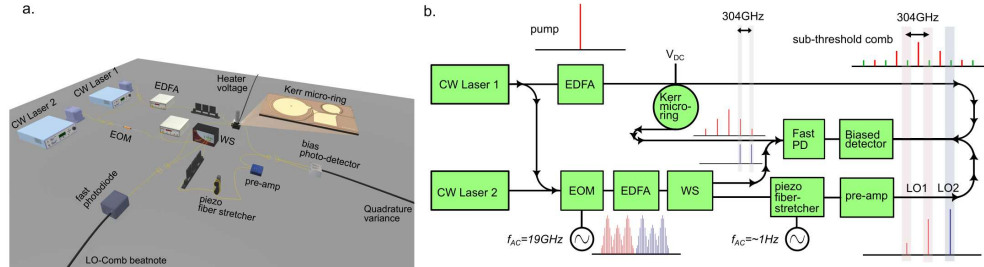 a.
CW Laser 1
CW Laser 2
EDFA
Heater
voltage
Kerr micro-ring
EOM
WS
bias
photo-detector
fast
photodiode
pre-amp
piezo
fiber stretcher
Quadrature
variance
LO-Comb beatnote
b.
pump
304GHz
304GHz
sub-threshold comb
V_DC
CW Laser 1
EDFA
Kerr
micro-
ring
Fast
PD
Biased
detector
CW Laser 2
EOM
EDFA
WS
piezo
fiber-
stretcher
pre-amp
LO1
LO2
f_AC=19GHz
f_AC=~1Hz